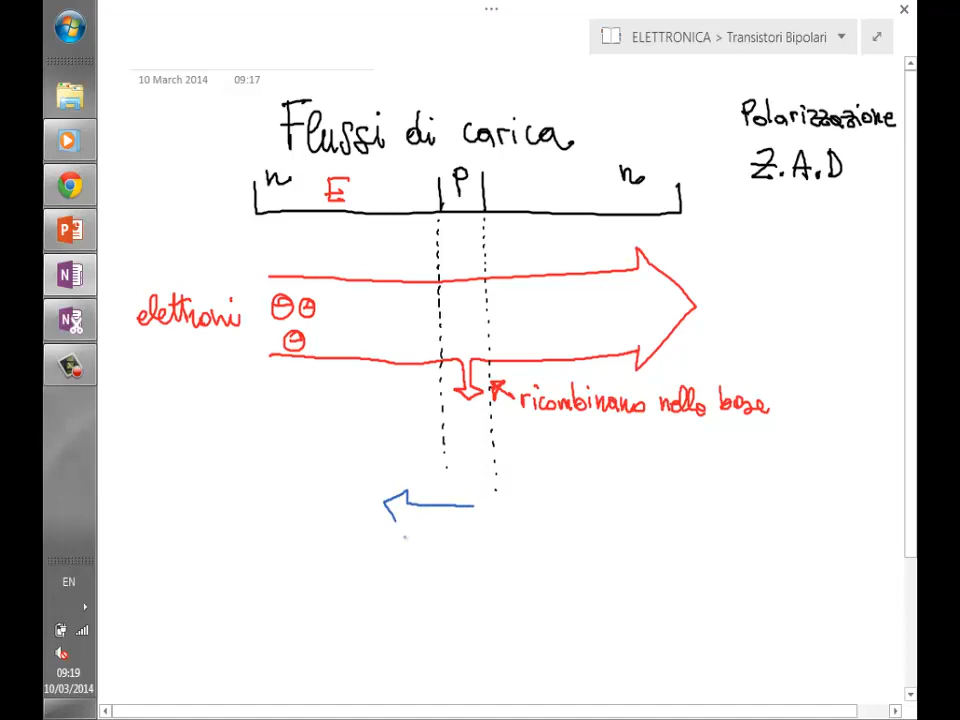 ELETTRONICA > Transistori Bipolari
10 March 2014 09:17
Flussi di carica
Polarizzazione
Z.A.D
n E P n
elettroni
ricombinano nella base
EN
09:19
10/03/2014